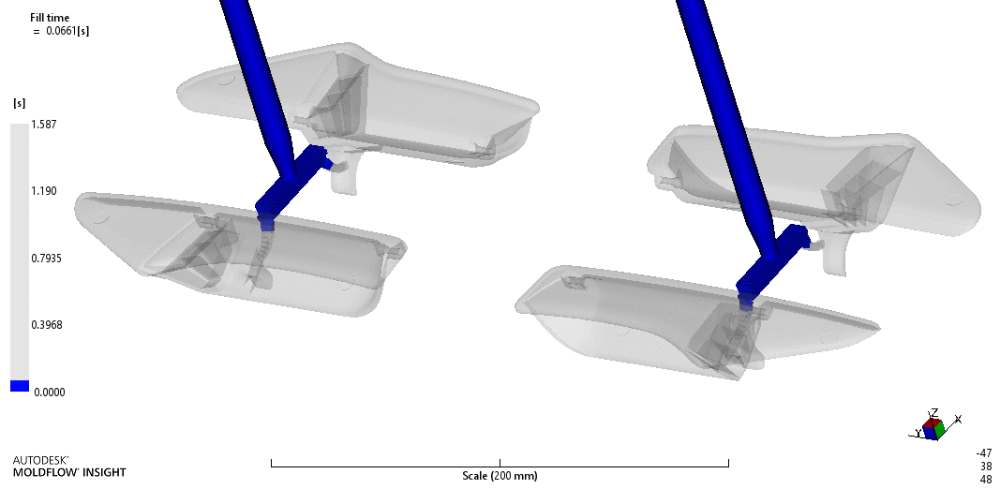 Fill time
= 0.0661[s]
[s]
1.587
1.190
0.7935
0.3968
0.0000
Z
X
Y
AUTODESK®
MOLDFLOW® INSIGHT
Scale (200 mm)
-47
38
48